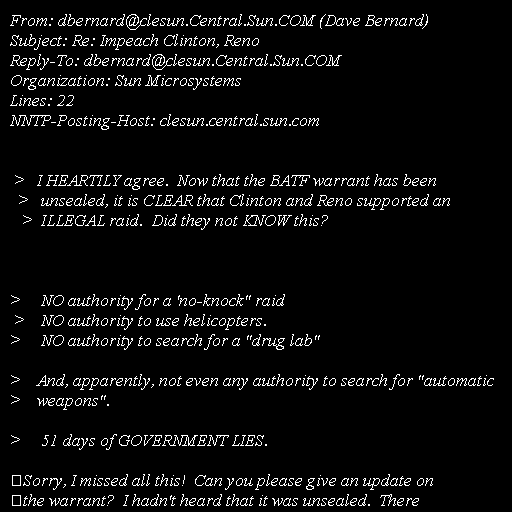 From: dbernard@clesun.Central.Sun.COM (Dave Bernard)
Subject: Re: Impeach Clinton, Reno
Reply-To: dbernard@clesun.Central.Sun.COM
Organization: Sun Microsystems
Lines: 22
NNTP-Posting-Host: clesun.central.sun.com
> I HEARTILY agree. Now that the BATF warrant has been
> unsealed, it is CLEAR that Clinton and Reno supported an
> ILLEGAL raid. Did they not KNOW this?
> NO authority for a 'no-knock" raid
> NO authority to use helicopters.
> NO authority to search for a "drug lab"
> And, apparently, not even any authority to search for "automatic
> weapons".
> 51 days of GOVERNMENT LIES.
Sorry, I missed all this! Can you please give an update on
the warrant? I hadn't heard that it was unsealed. There